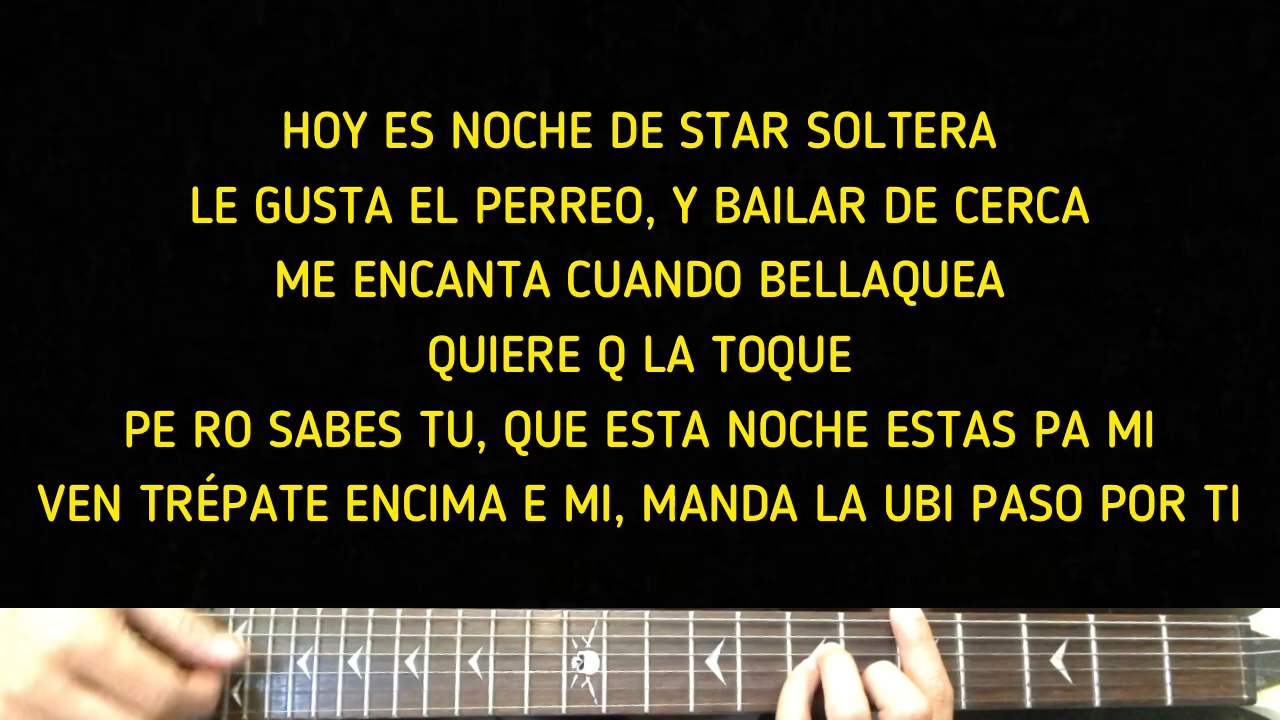 HOY ES NOCHE DE STAR SOLTERA
LE GUSTA EL PERREO, Y BAILAR DE CERCA
ME ENCANTA CUANDO BELLAQUEA
QUIERE Q LA TOQUE
PE RO SABES TU, QUE ESTA NOCHE ESTAS PA MI
VEN TRÉPATE ENCIMA E MI, MANDA LA UBI PASO POR TI